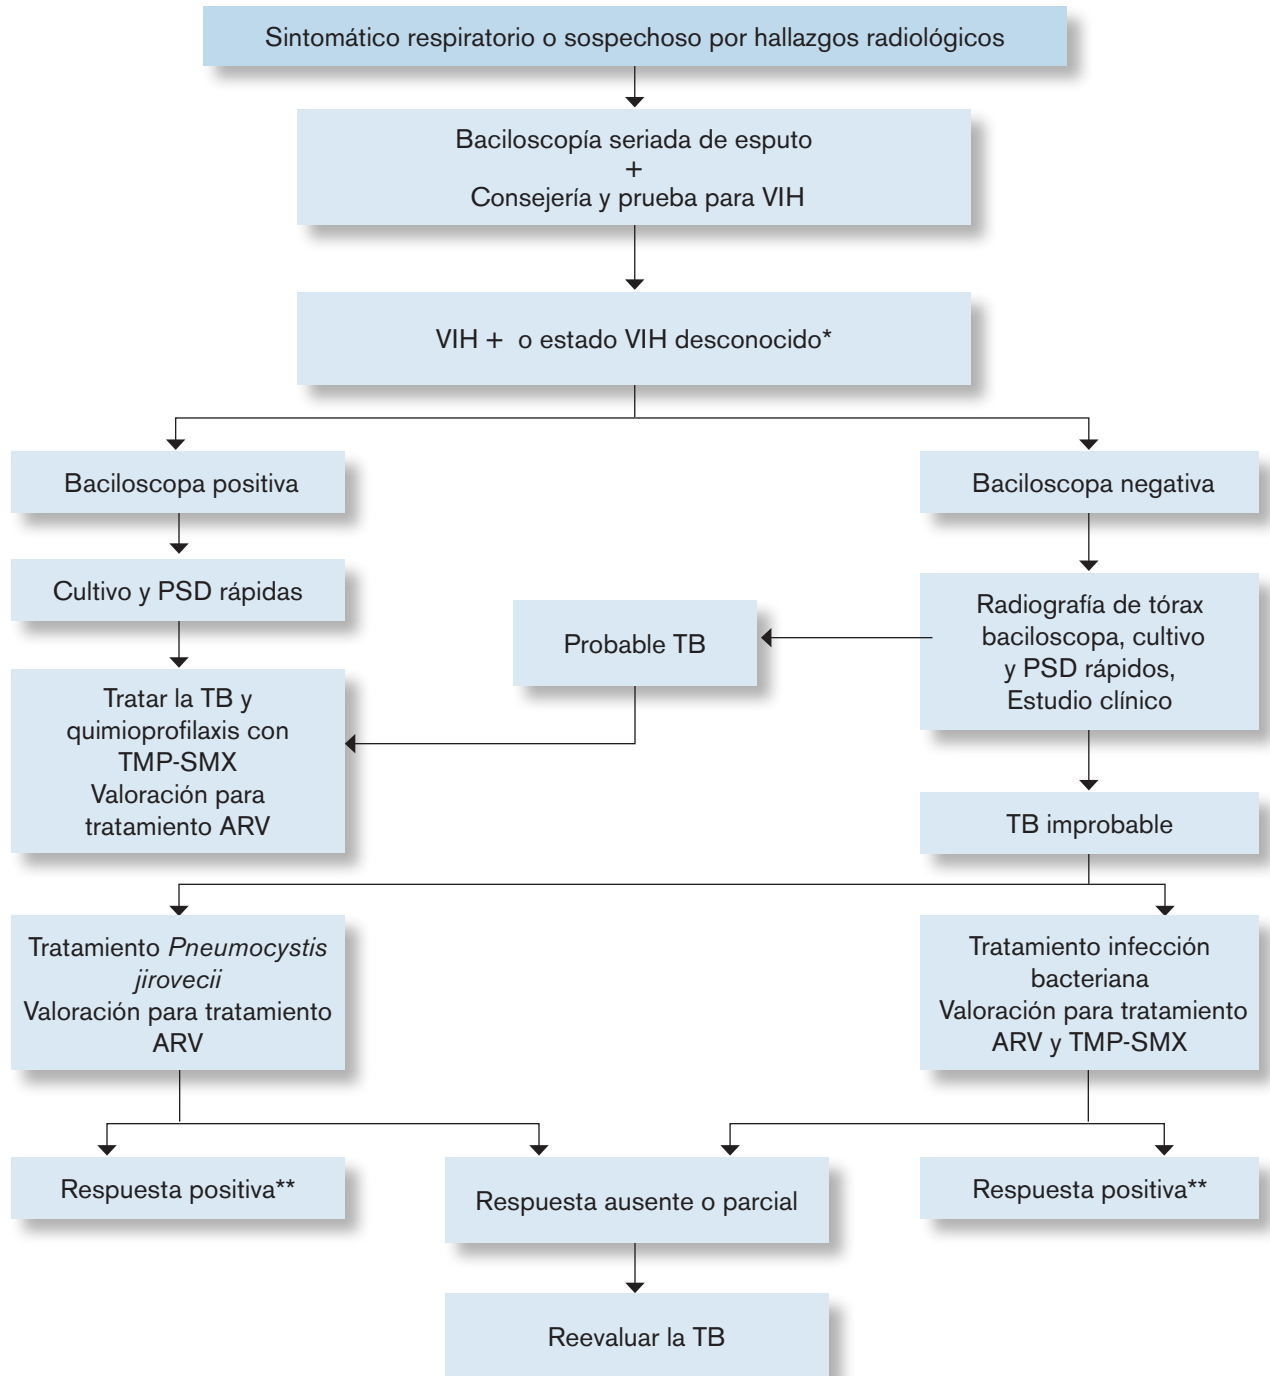 Sintomático respiratorio o sospechoso por hallazgos radiológicos
Baciloscopía seriada de esputo
+
Consejería y prueba para VIH
VIH + o estado VIH desconocido*
Baciloscopa positiva
Baciloscopa negativa
Cultivo y PSD rápidas
Probable TB
Radiografía de tórax
baciloscopa, cultivo
y PSD rápidos,
Estudio clínico
Tratar la TB y
quimioprofilaxis con
TMP-SMX
Valoración para
tratamiento ARV
TB improbable
Tratamiento Pneumocystis
jirovecii
Valoración para tratamiento
ARV
Tratamiento infección
bacteriana
Valoración para tratamiento
ARV y TMP-SMX
Respuesta positiva**
Respuesta ausente o parcial
Respuesta positiva**
Reevaluar la TB